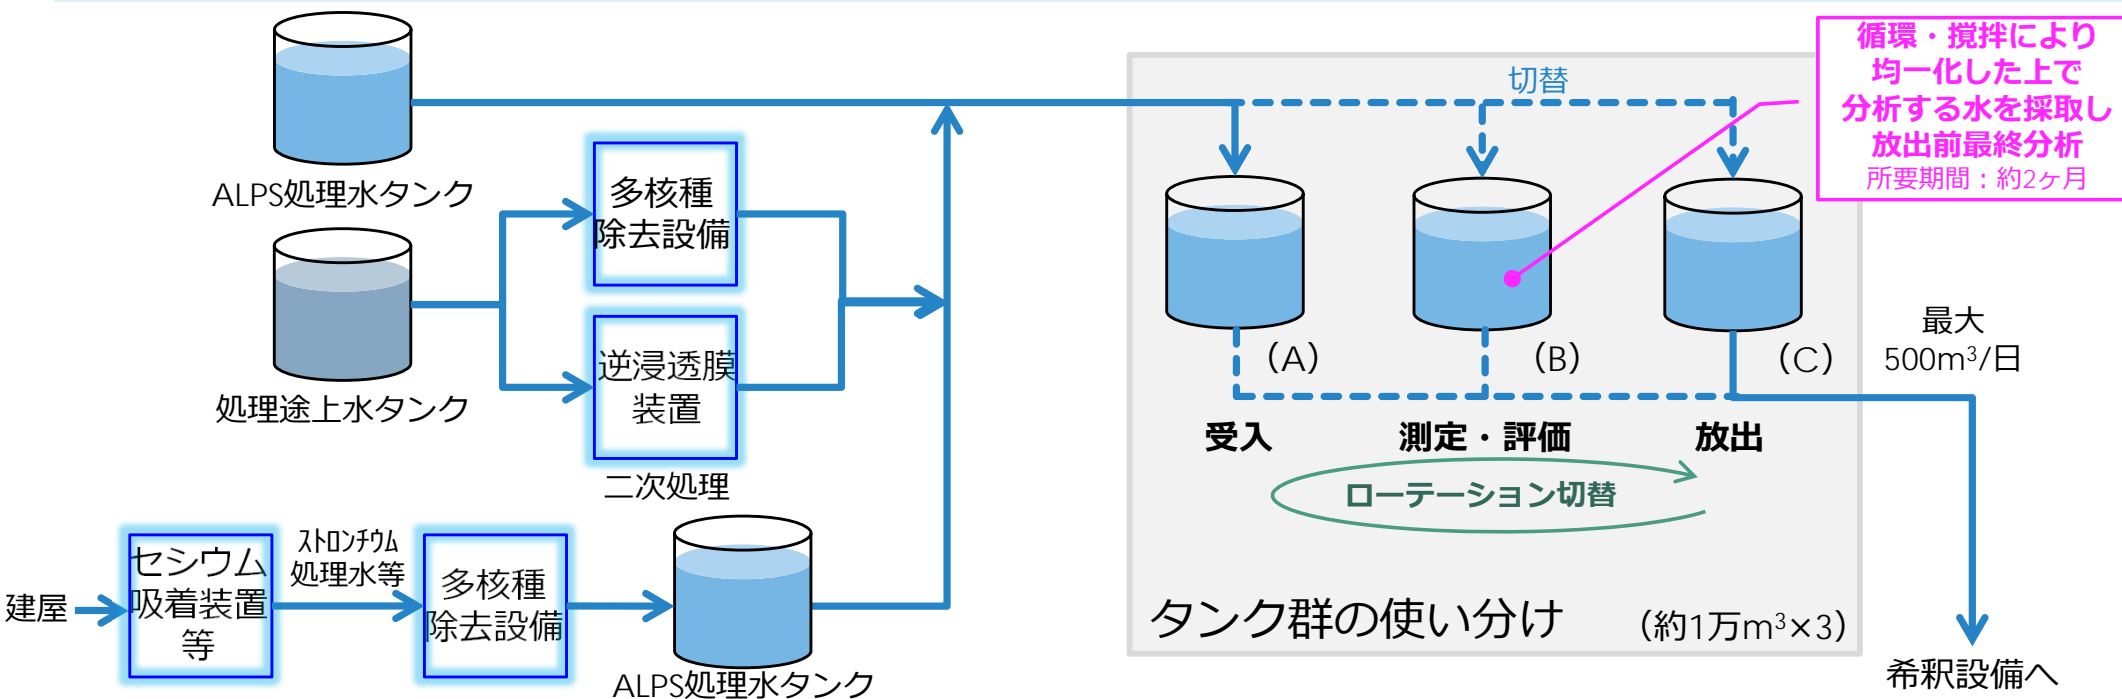 ALPS処理水タンク
処理途上水タンク
多核種
除去設備
逆浸透膜
装置
二次処理
建屋
セシウム
吸着装置
等
ストロンチウム
処理水等
多核種
除去設備
ALPS処理水タンク
切替
循環・撹拌により
均一化した上で
分析する水を採取し
放出前最終分析
所要期間：約2ヶ月
（A）
（B）
（C）
受入
測定・評価
放出
ローテーション切替
タンク群の使い分け
（約1万m³×3）
最大
500m³/日
希釈設備へ